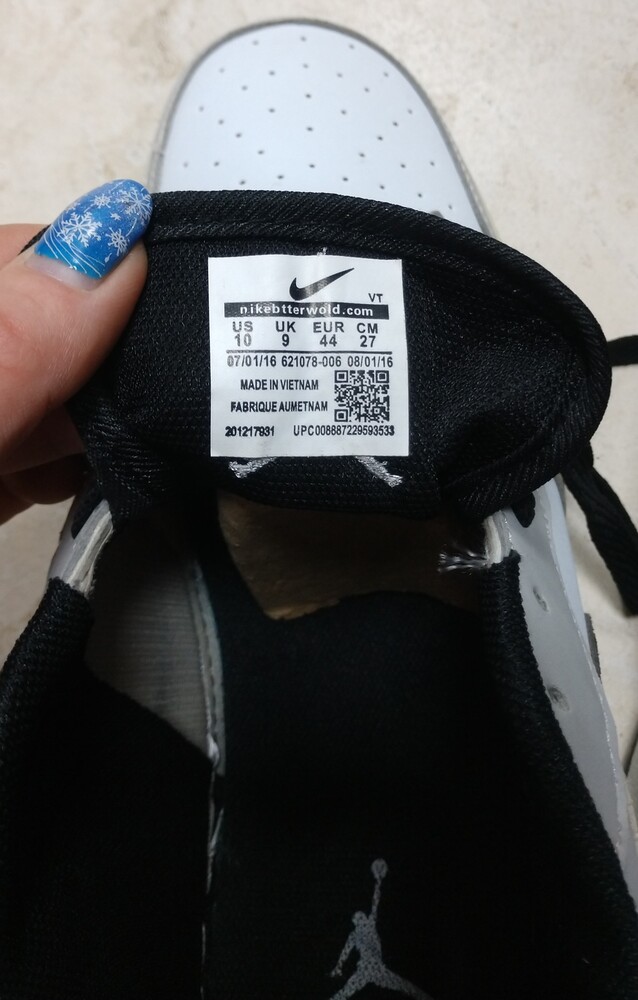 VT
nikebtterwold.com
US UK EUR CM
10 9 44 27
07/01/16 621078-006 08/01/16
MADE IN VIETNAM
FABRIQUE AUMETNAM
201217931 UPC008887229593533